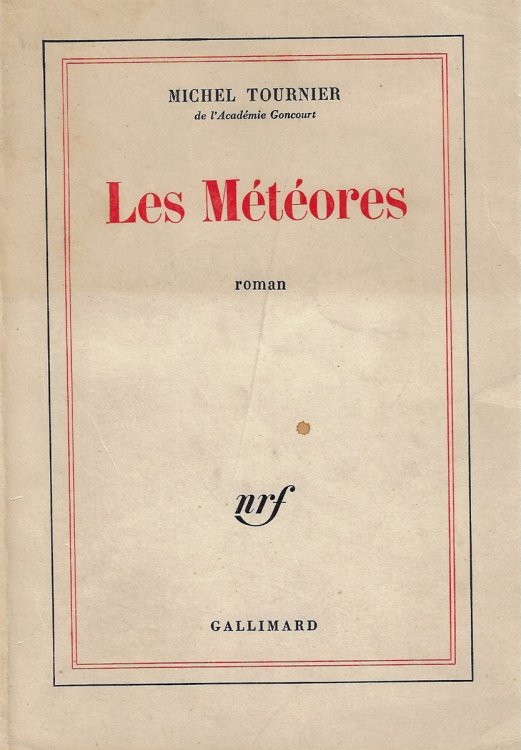 MICHEL TOURNIER
de l'Académie Goncourt
Les Météores
roman
nrf
GALLIMARD